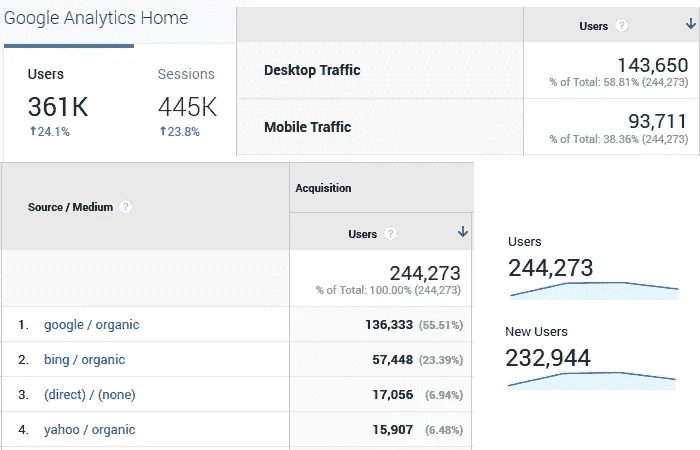 Google Analytics Home
Users
Sessions
361K
445K
↑24.1%
↑23.8%
Users ? ↓
Desktop Traffic
143,650
% of Total: 58.81% (244,273)
Mobile Traffic
93,711
% of Total: 38.36% (244,273)
Source / Medium ?
Acquisition
Users ? ↓
244,273
% of Total: 100.00% (244,273)
1. google / organic 136,333 (55.51%)
2. bing / organic 57,448 (23.39%)
3. (direct) / (none) 17,056 (6.94%)
4. yahoo / organic 15,907 (6.48%)
Users
244,273
New Users
232,944